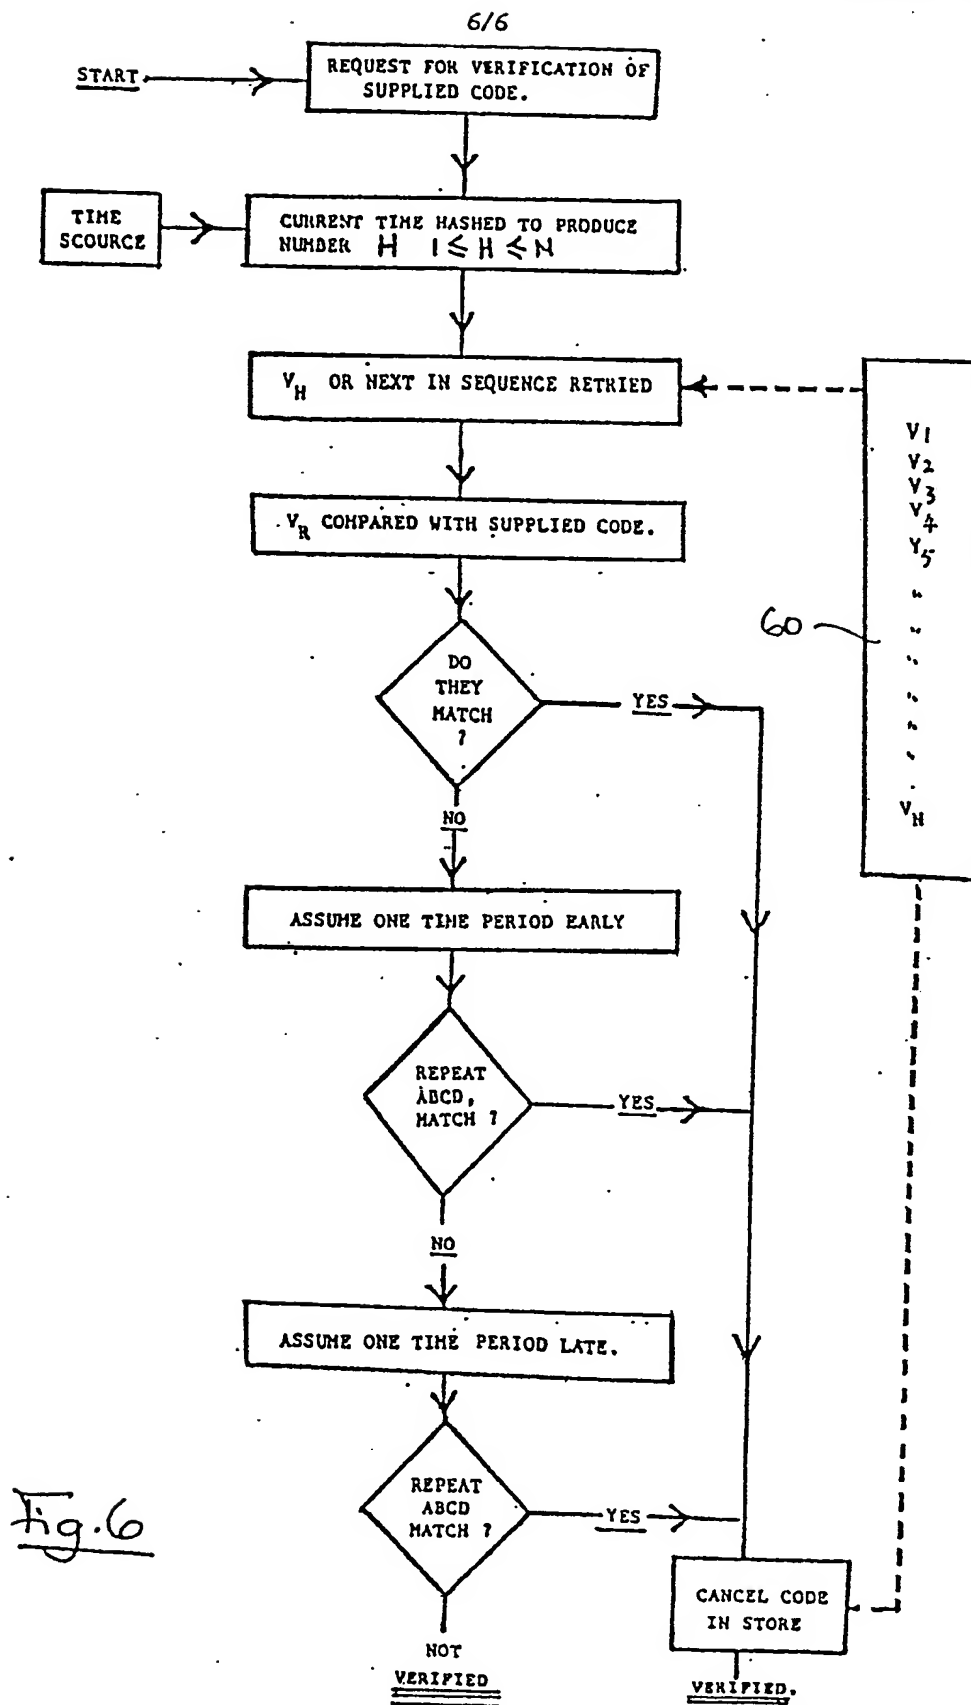 6/6
START
REQUEST FOR VERIFICATION OF
SUPPLIED CODE.
TIME
SCOURCE
CURRENT TIME HASHED TO PRODUCE
NUMBER H 1 ≤ H ≤ N
V_H OR NEXT IN SEQUENCE RETRIED
V1
V2
V3
V4
Y5
"
"
"
"
"
"
.
V_H
60
V_R COMPARED WITH SUPPLIED CODE.
DO
THEY
MATCH
?
YES
NO
ASSUME ONE TIME PERIOD EARLY
REPEAT
ABCD,
MATCH ?
YES
NO
ASSUME ONE TIME PERIOD LATE.
REPEAT
ABCD
MATCH ?
YES
Fig.6
CANCEL CODE
IN STORE
NOT
VERIFIED
VERIFIED.